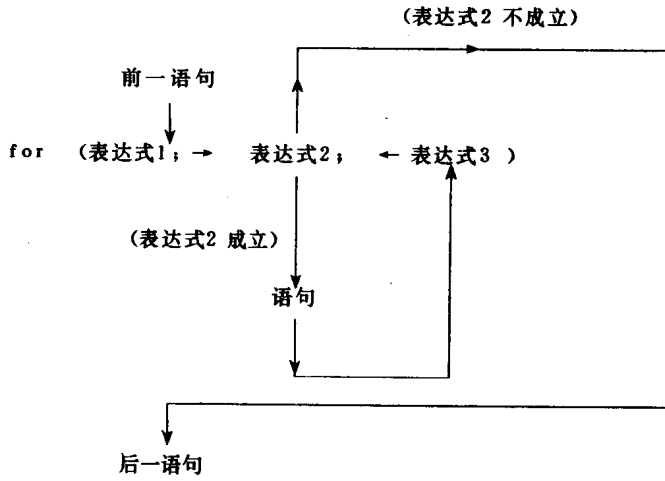 (表达式2 不成立)
前一语句
for (表达式1; → 表达式2; ← 表达式3 )
(表达式2 成立)
语句
后一语句